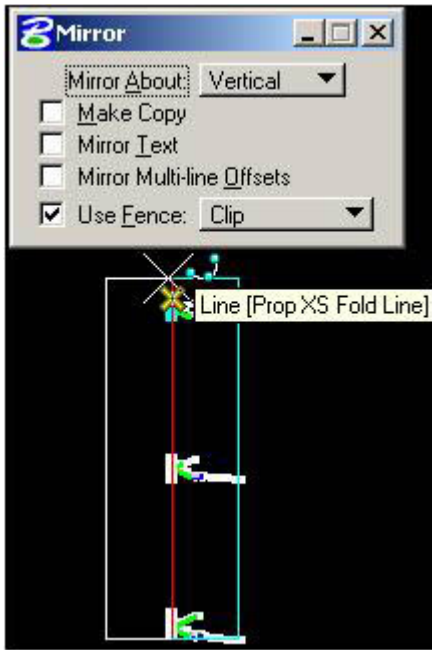 Mirror
Mirror About: Vertical
Make Copy
Mirror Text
Mirror Multi-line Offsets
Use Fence: Clip
Line [Prop XS Fold Line]